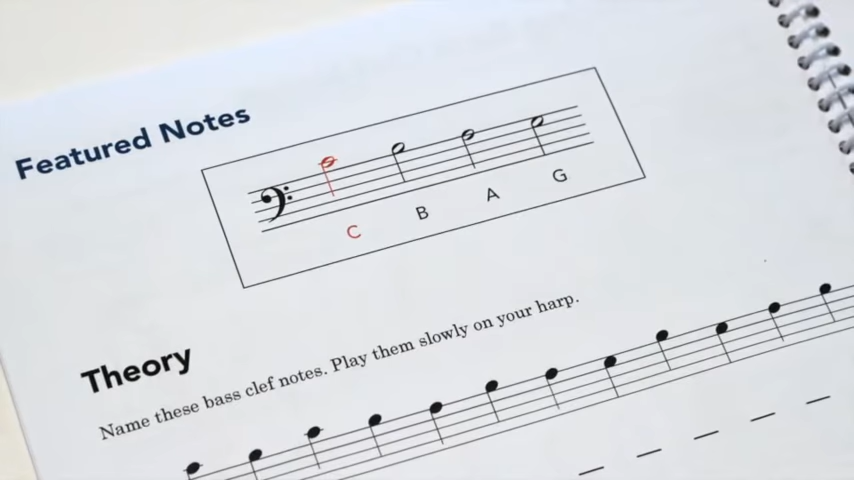 Featured Notes
C B A G
Theory
Name these bass clef notes. Play them slowly on your harp.